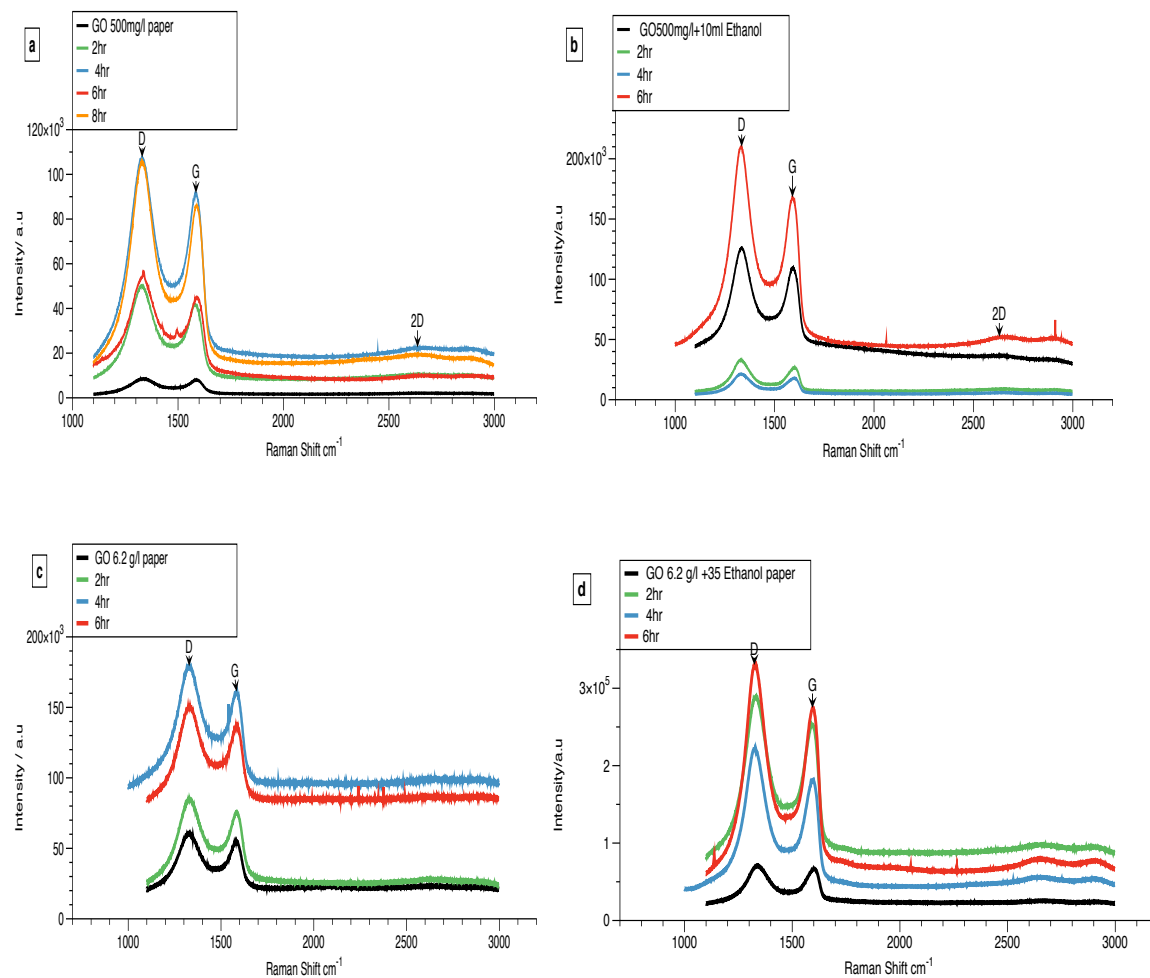 a
GO 500mg/l paper
2hr
4hr
6hr
8hr
120x10³
100
80
60
40
20
0
D
G
2D
1000
1500
2000
2500
3000
Intensity/ a.u
Raman Shift cm⁻¹
b
GO500mg/l+10ml Ethanol
2hr
4hr
6hr
200x10³
150
100
50
0
D
G
2D
1000
1500
2000
2500
3000
Intensity/a.u
Raman Shift cm⁻¹
c
GO 6.2 g/l paper
2hr
4hr
6hr
200x10³
150
100
50
0
D
G
1000
1500
2000
2500
3000
Intensity / a.u
Raman Shift cm⁻¹
d
GO 6.2 g/l +35 Ethanol paper
2hr
4hr
6hr
3x10⁵
2
1
0
D
G
1000
1500
2000
2500
3000
Intensity/a.u
Raman Shift cm⁻¹